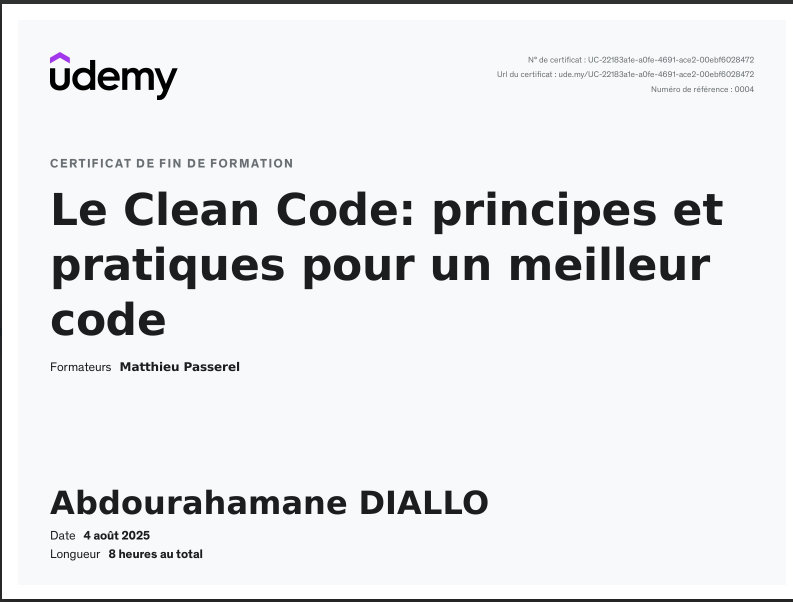 udemy
N° de certificat : UC-22183a1e-a0fe-4691-ace2-00ebf6028472
Url du certificat : ude.my/UC-22183a1e-a0fe-4691-ace2-00ebf6028472
Numéro de référence : 0004
CERTIFICAT DE FIN DE FORMATION
Le Clean Code: principes et
pratiques pour un meilleur
code
Formateurs Matthieu Passerel
Abdourahamane DIALLO
Date 4 août 2025
Longueur 8 heures au total